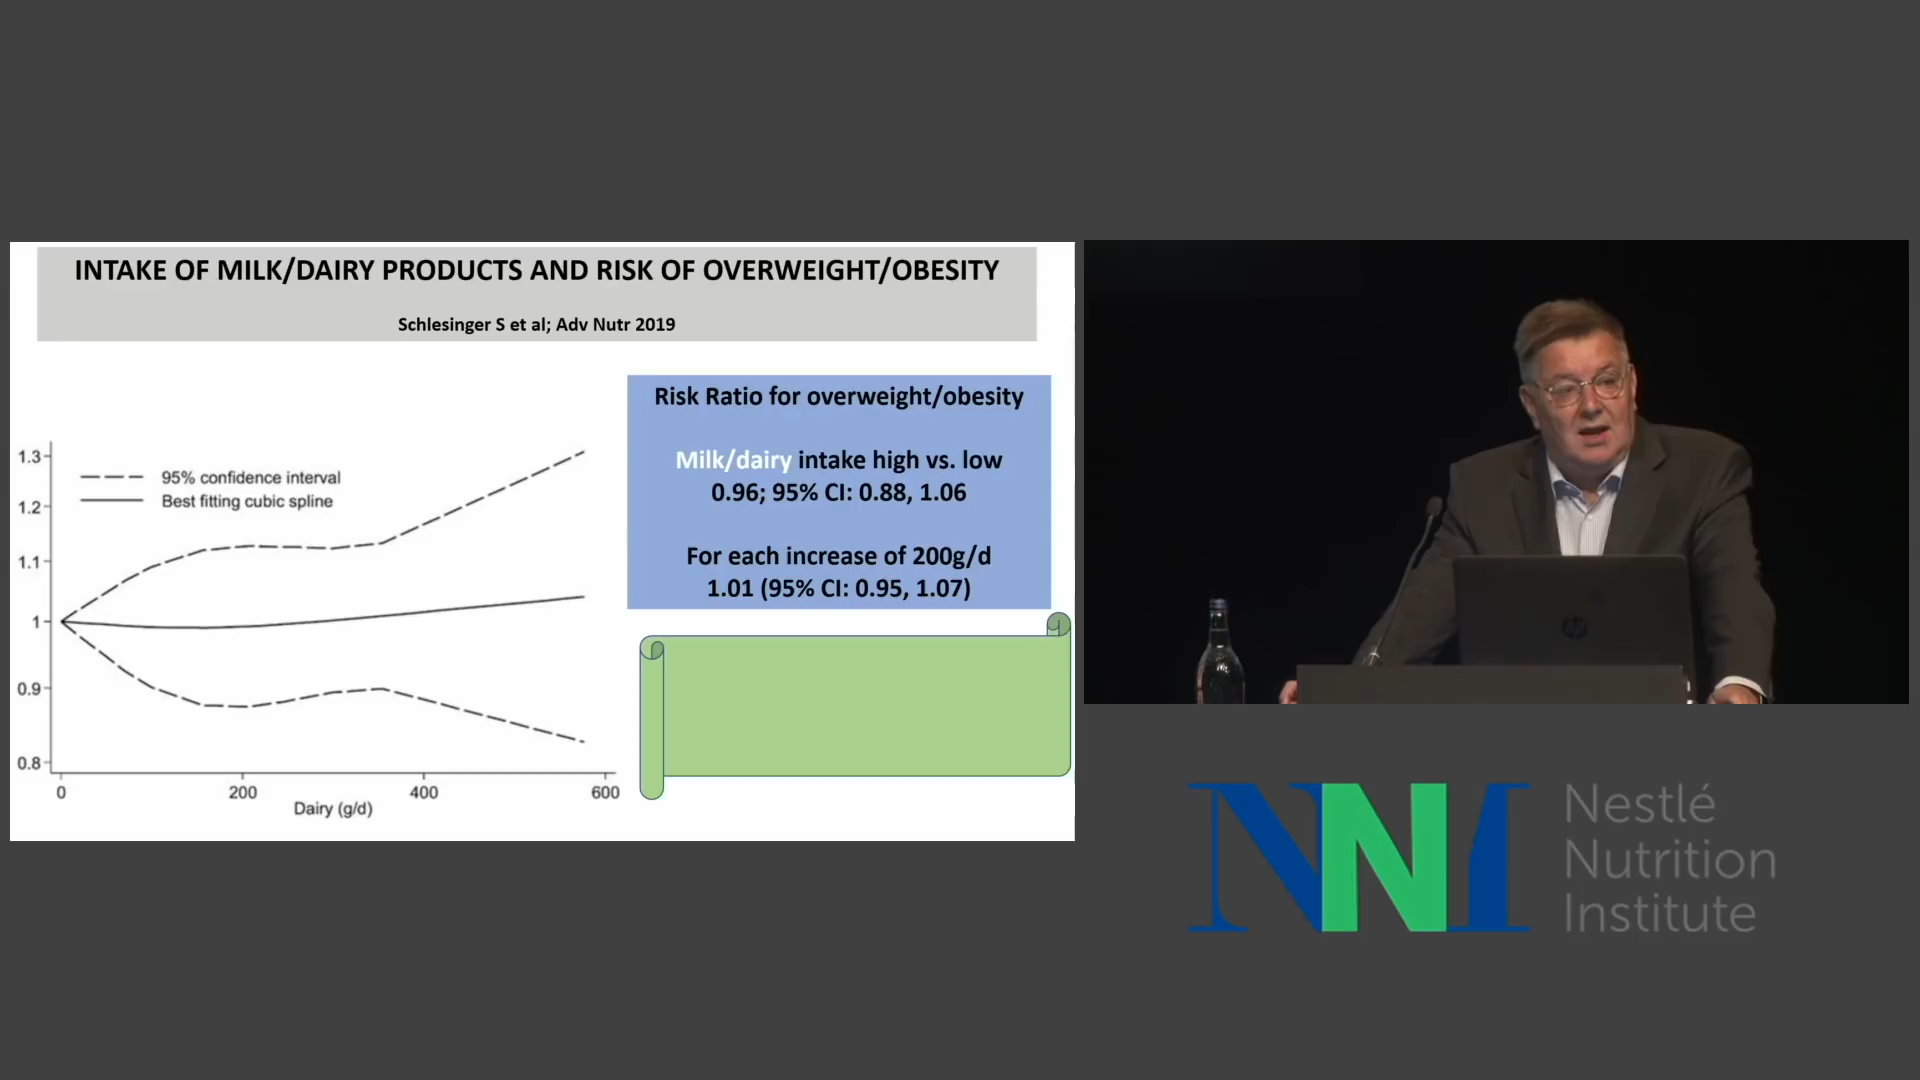 INTAKE OF MILK/DAIRY PRODUCTS AND RISK OF OVERWEIGHT/OBESITY
Schlesinger S et al; Adv Nutr 2019
1.3
1.2
1.1
1
0.9
0.8
95% confidence interval
Best fitting cubic spline
0
200
400
600
Dairy (g/d)
Risk Ratio for overweight/obesity
Milk/dairy intake high vs. low
0.96; 95% CI: 0.88, 1.06
For each increase of 200g/d
1.01 (95% CI: 0.95, 1.07)
hp
NNI
Nestlé
Nutrition
Institute